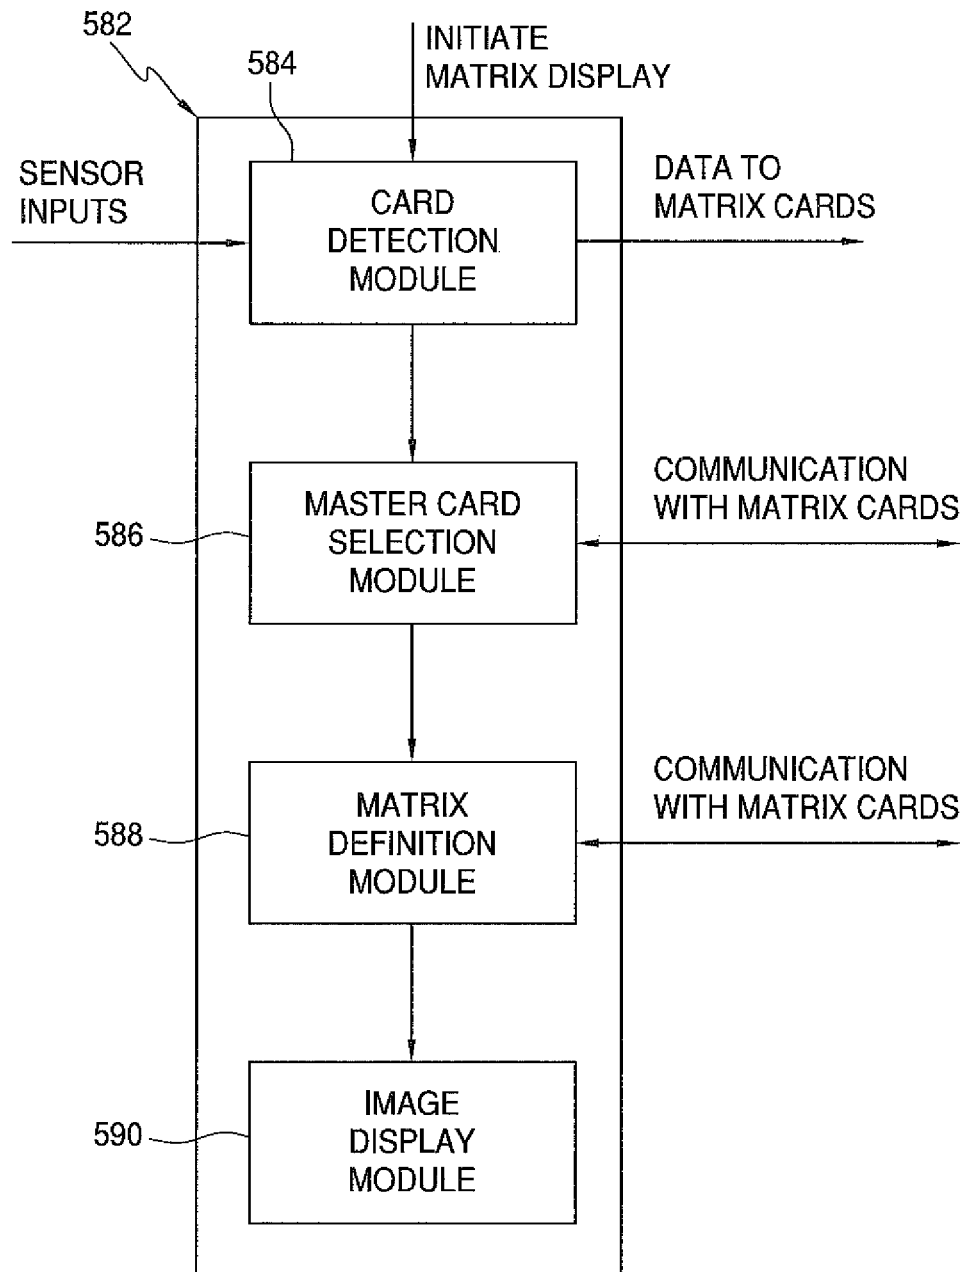 582
584
INITIATE
MATRIX DISPLAY
SENSOR
INPUTS
CARD
DETECTION
MODULE
DATA TO
MATRIX CARDS
586
MASTER CARD
SELECTION
MODULE
COMMUNICATION
WITH MATRIX CARDS
588
MATRIX
DEFINITION
MODULE
COMMUNICATION
WITH MATRIX CARDS
590
IMAGE
DISPLAY
MODULE